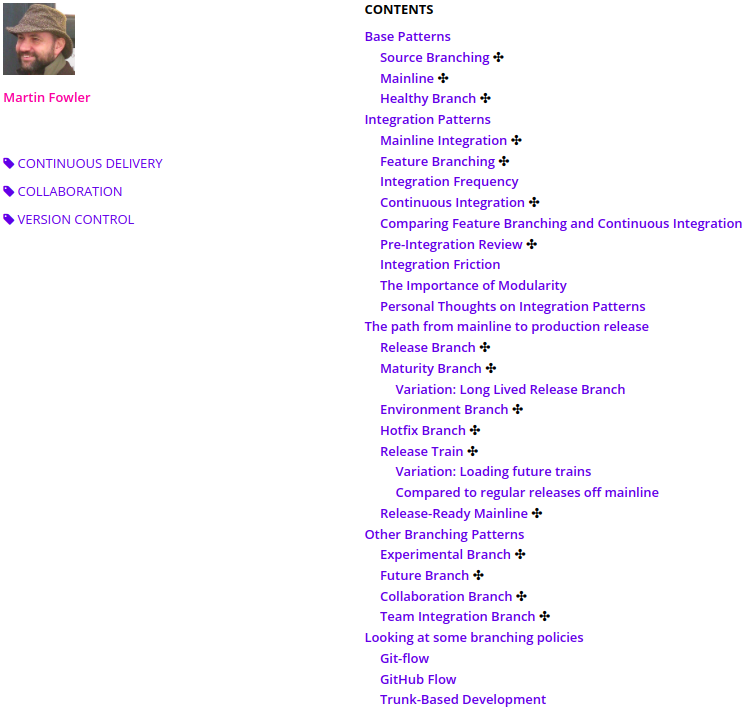 Martin Fowler
CONTINUOUS DELIVERY
COLLABORATION
VERSION CONTROL
CONTENTS
Base Patterns
Source Branching ✣
Mainline ✣
Healthy Branch ✣
Integration Patterns
Mainline Integration ✣
Feature Branching ✣
Integration Frequency
Continuous Integration ✣
Comparing Feature Branching and Continuous Integration
Pre-Integration Review ✣
Integration Friction
The Importance of Modularity
Personal Thoughts on Integration Patterns
The path from mainline to production release
Release Branch ✣
Maturity Branch ✣
Variation: Long Lived Release Branch
Environment Branch ✣
Hotfix Branch ✣
Release Train ✣
Variation: Loading future trains
Compared to regular releases off mainline
Release-Ready Mainline ✣
Other Branching Patterns
Experimental Branch ✣
Future Branch ✣
Collaboration Branch ✣
Team Integration Branch ✣
Looking at some branching policies
Git-flow
GitHub Flow
Trunk-Based Development